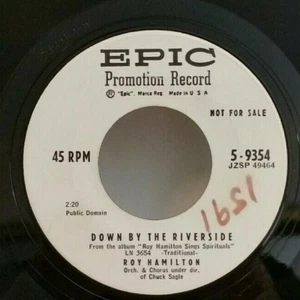 EPIC
Promotion Record
® "Epic". Marca Reg Made in U S A
NOT FOR SALE
45 RPM
5-9354
JZSP 49464
2:20
Public Domain
1591
DOWN BY THE RIVERSIDE
From the album "Roy Hamilton Sings Spirituals"
LN 3654 -Traditional-
ROY HAMILTON
Orch. & Chorus under dir.
of Chuck Sagle